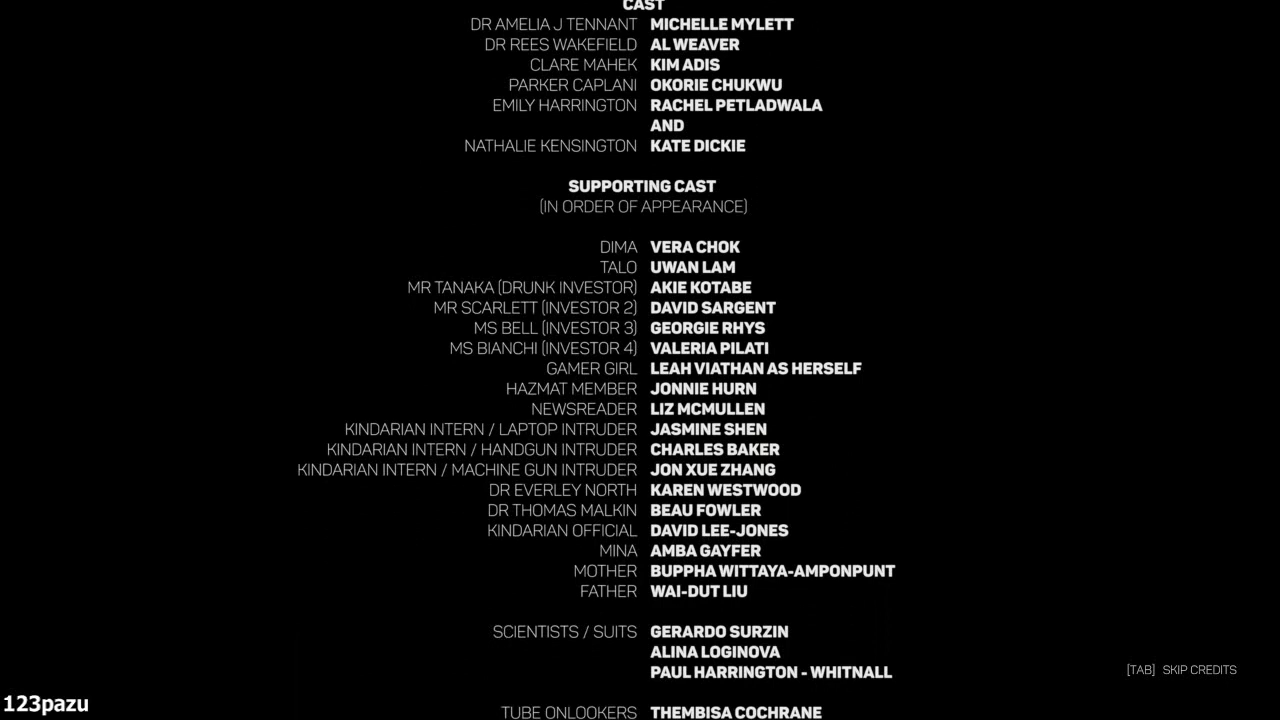 CAST
DR AMELIA J TENNANT MICHELLE MYLETT
DR REES WAKEFIELD AL WEAVER
CLARE MAHEK KIM ADIS
PARKER CAPLANI OKORIE CHUKWU
EMILY HARRINGTON RACHEL PETLADWALA
AND
NATHALIE KENSINGTON KATE DICKIE
SUPPORTING CAST
(IN ORDER OF APPEARANCE)
DIMA VERA CHOK
TALO UWAN LAM
MR TANAKA (DRUNK INVESTOR) AKIE KOTABE
MR SCARLETT (INVESTOR 2) DAVID SARGENT
MS BELL (INVESTOR 3) GEORGIE RHYS
MS BIANCHI (INVESTOR 4) VALERIA PILATI
GAMER GIRL LEAH VIATHAN AS HERSELF
HAZMAT MEMBER JONNIE HURN
NEWSREADER LIZ MCMULLEN
KINDARIAN INTERN / LAPTOP INTRUDER JASMINE SHEN
KINDARIAN INTERN / HANDGUN INTRUDER CHARLES BAKER
KINDARIAN INTERN / MACHINE GUN INTRUDER JON XUE ZHANG
DR EVERLEY NORTH KAREN WESTWOOD
DR THOMAS MALKIN BEAU FOWLER
KINDARIAN OFFICIAL DAVID LEE-JONES
MINA AMBA GAYFER
MOTHER BUPPHA WITTAYA-AMPONPUNT
FATHER WAI-DUT LIU
SCIENTISTS / SUITS GERARDO SURZIN
ALINA LOGINOVA
PAUL HARRINGTON - WHITNALL
[TAB] SKIP CREDITS
TUBE ONLOOKERS THEMBISA COCHRANE
123pazu